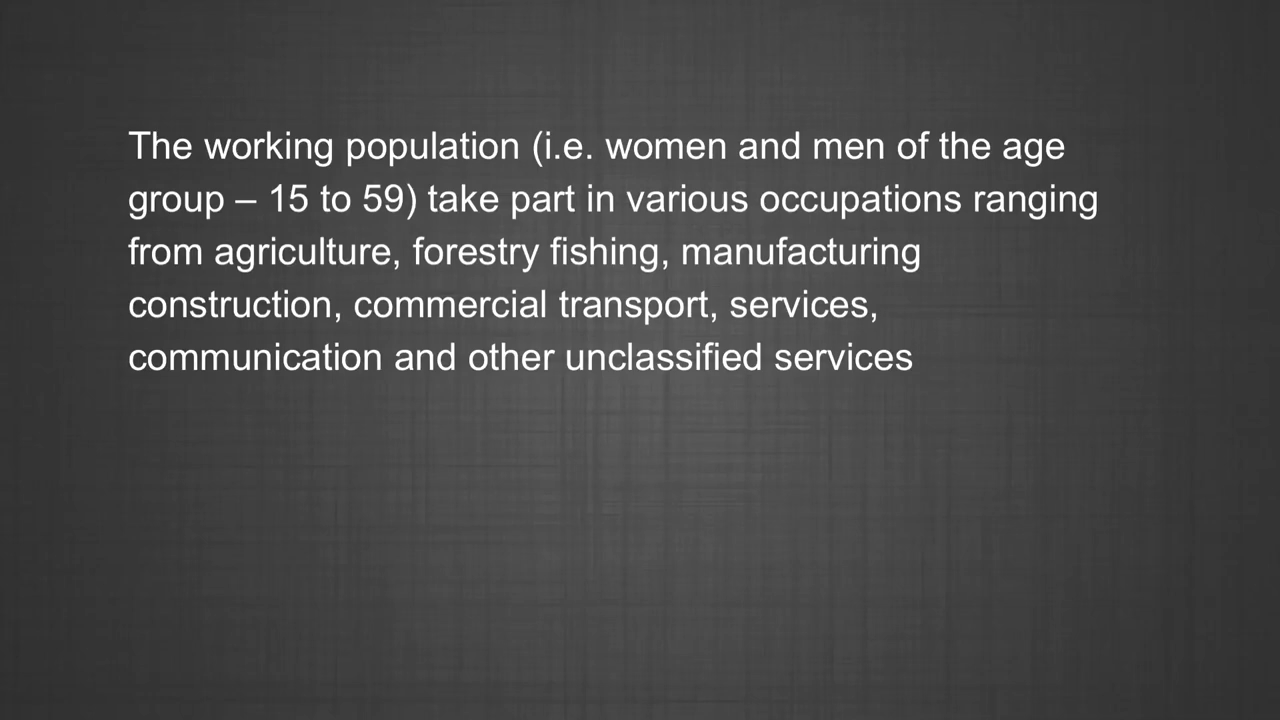 The working population (i.e. women and men of the age
group – 15 to 59) take part in various occupations ranging
from agriculture, forestry fishing, manufacturing
construction, commercial transport, services,
communication and other unclassified services